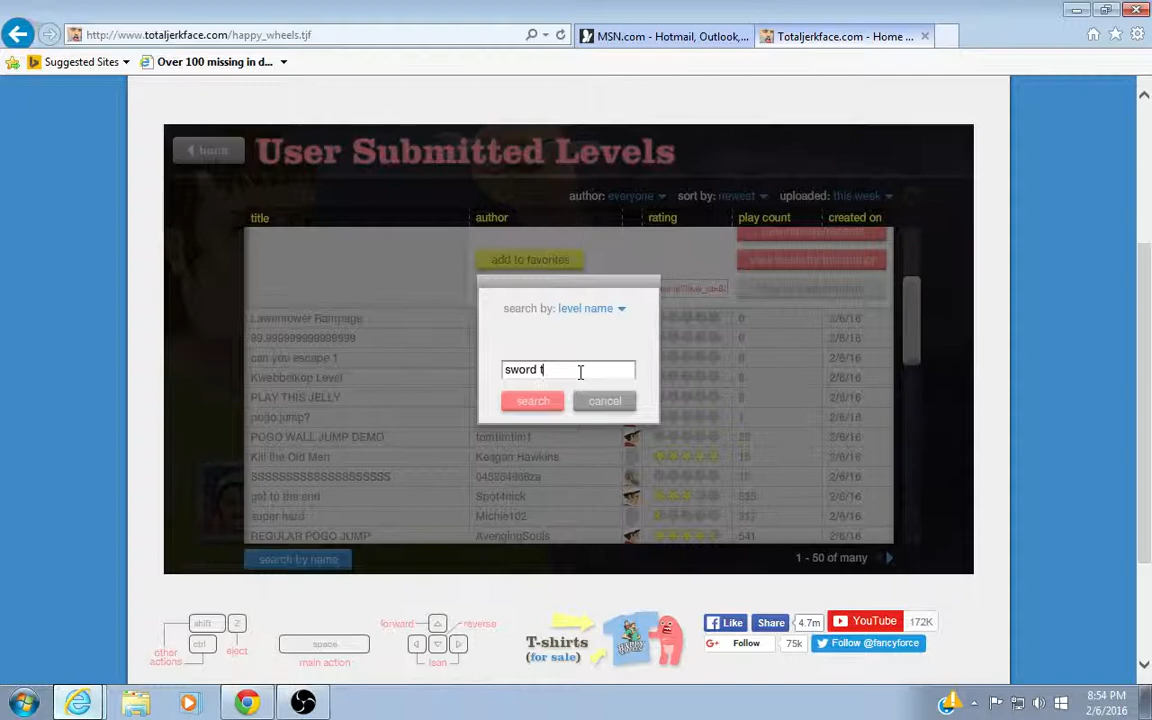 http://www.totaljerkface.com/happy_wheels.tjf
MSN.com - Hotmail, Outlook,...
Totaljerkface.com - Home ...
Suggested Sites
Over 100 missing in d...
home
User Submitted Levels
author: everyone sort by: newest uploaded: this week
title author rating play count created on
add to favorites
Lawnmower Rampage 0 2/6/16
99.999999999999999 0 2/6/16
can you escape 1 0 2/6/16
Kwebbelkop Level 2/6/16
PLAY THIS JELLY 2/6/16
pogo jump? 2/6/16
POGO WALL JUMP DEMO tomtimtim1 2/6/16
Kill the Old Men Keagan Hawkins 2/6/16
2/6/16
get to the end Spot4nick 2/6/16
super hard Michie102 2/6/16
REGULAR POGO JUMP AvengingSouls 541 2/6/16
search by: level name
sword t
search cancel
search by name
1 - 50 of many
shift Z
ctrl
other actions
eject
space
main action
forward reverse
lean
T-shirts
(for sale)
Like Share 4.7m YouTube 172K
G+ Follow 75k Follow @fancyforce
8:54 PM
2/6/2016